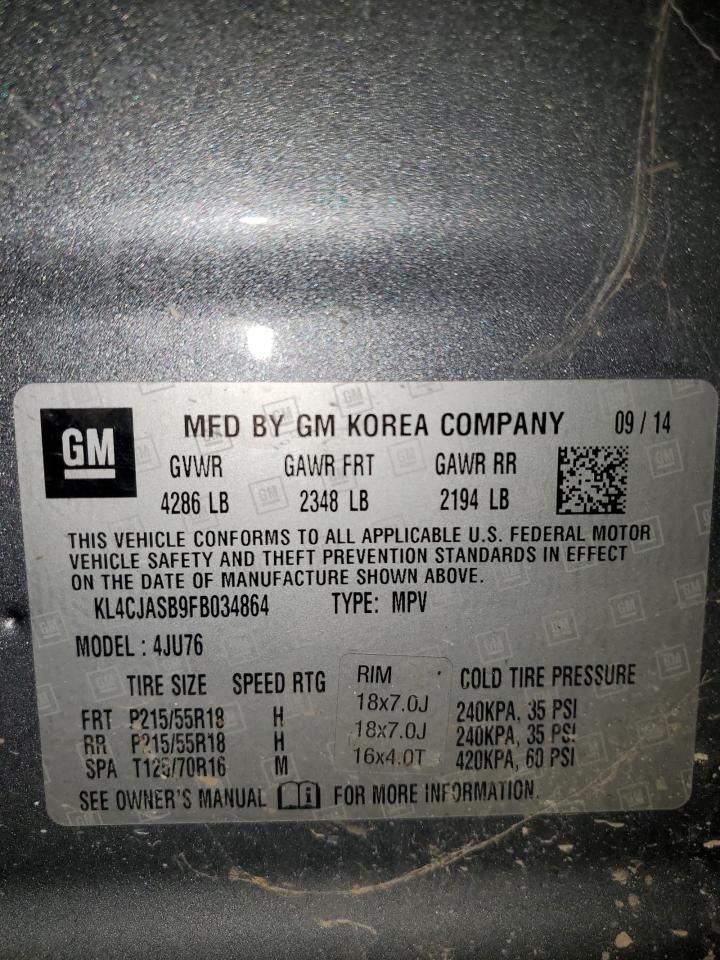 GM
MFD BY GM KOREA COMPANY 09 / 14
GVWR GAWR FRT GAWR RR
4286 LB 2348 LB 2194 LB
THIS VEHICLE CONFORMS TO ALL APPLICABLE U.S. FEDERAL MOTOR
VEHICLE SAFETY AND THEFT PREVENTION STANDARDS IN EFFECT
ON THE DATE OF MANUFACTURE SHOWN ABOVE.
KL4CJASB9FB034864 TYPE: MPV
MODEL : 4JU76
TIRE SIZE SPEED RTG RIM COLD TIRE PRESSURE
FRT P215/55R18 H 18x7.0J 240KPA, 35 PSI
RR P215/55R18 H 18x7.0J 240KPA, 35 PSI
SPA T125/70R16 M 16x4.0T 420KPA, 60 PSI
SEE OWNER'S MANUAL i FOR MORE INFORMATION.